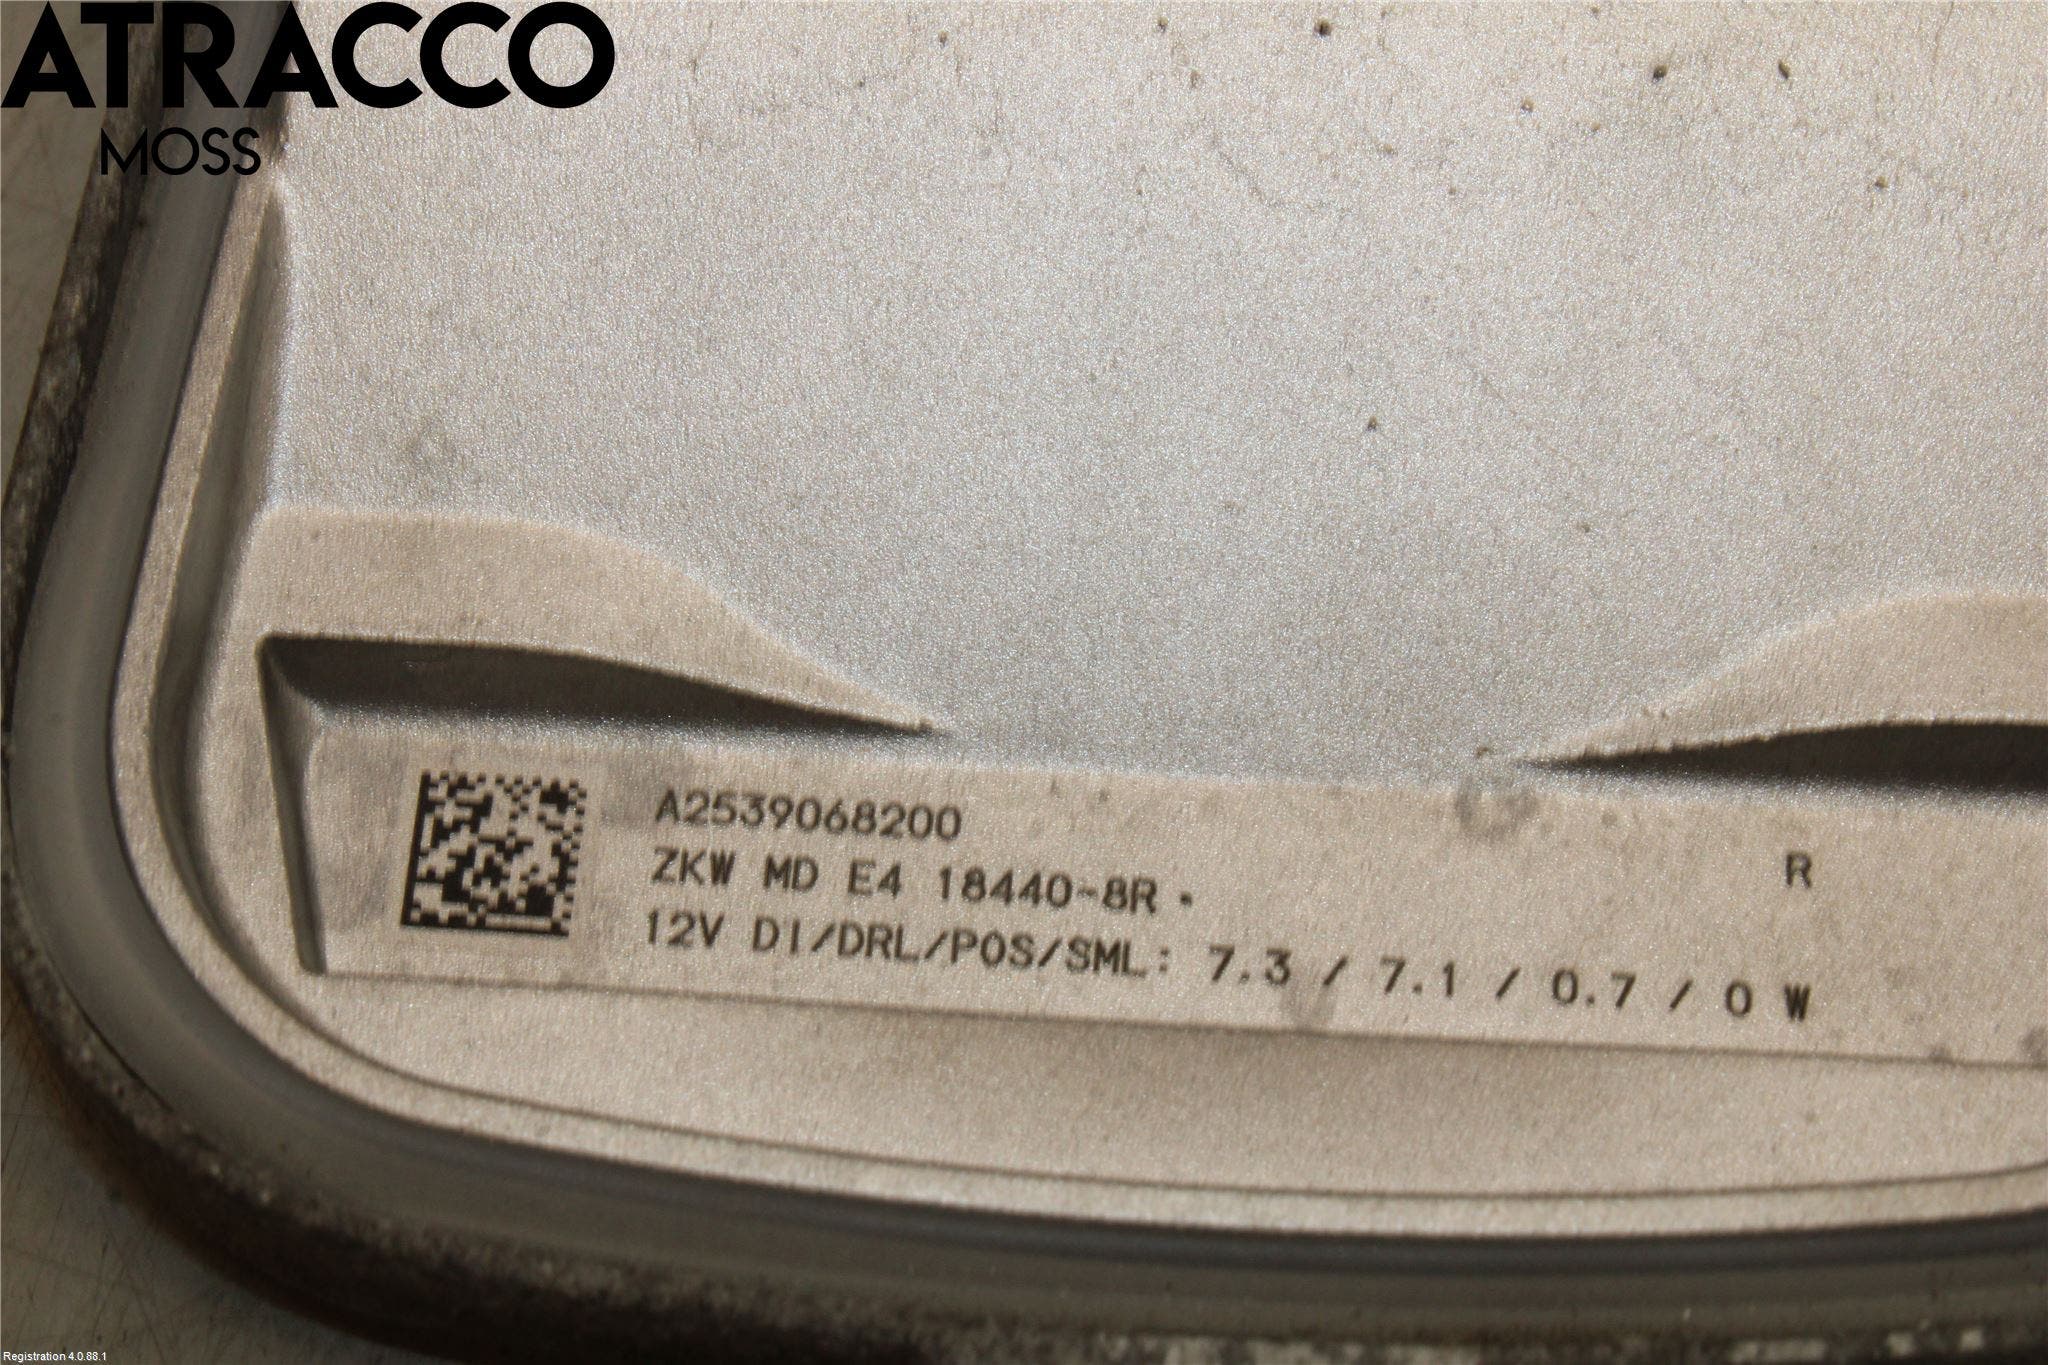 ATRACCO
MOSS
A2539068200
ZKW MD E4 18440-8R
R
12V DI/DRL/POS/SML: 7.3 / 7.1 / 0.7 / 0 W
Registration 4.0.88.1